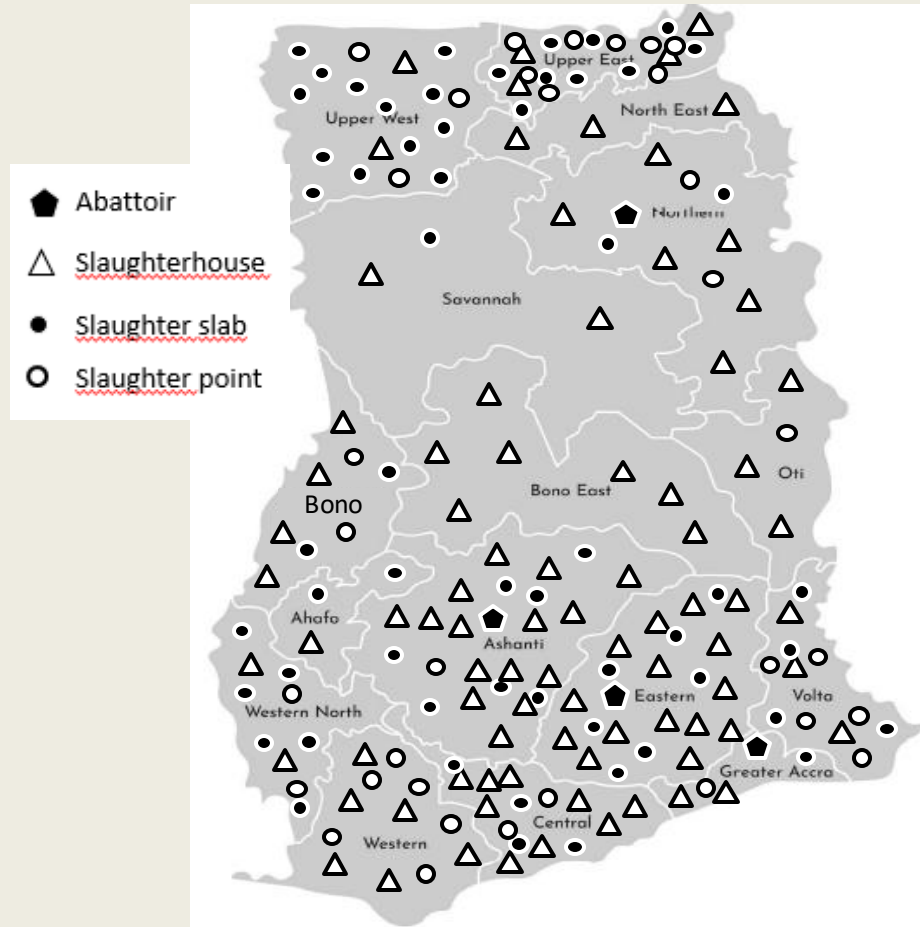 Abattoir
Slaughterhouse
Slaughter slab
Slaughter point
Upper East
North East
Upper West
Northern
Savannah
Oti
Bono East
Bono
Ahafo
Ashanti
Eastern
Volta
Western North
Greater Accra
Central
Western